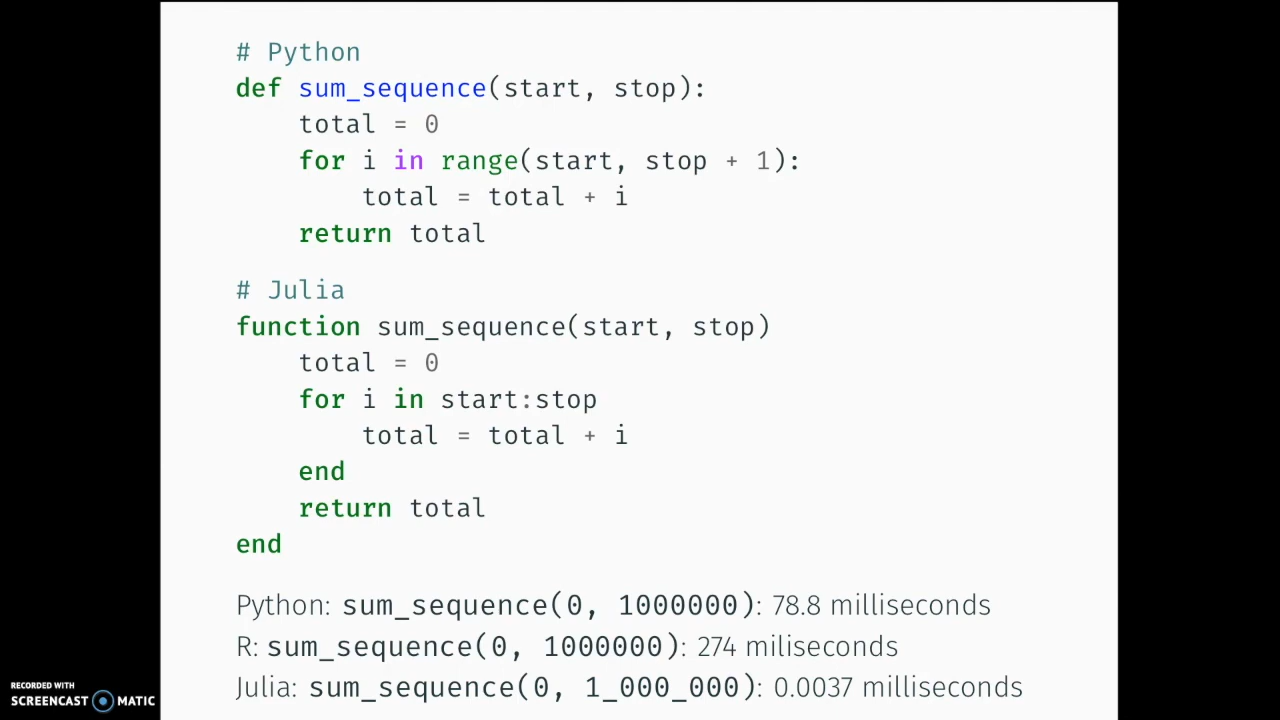 # Python
def sum_sequence(start, stop):
    total = 0
    for i in range(start, stop + 1):
        total = total + i
    return total
# Julia
function sum_sequence(start, stop)
    total = 0
    for i in start:stop
        total = total + i
    end
    return total
end
Python: sum_sequence(0, 1000000): 78.8 milliseconds
R: sum_sequence(0, 1000000): 274 miliseconds
Julia: sum_sequence(0, 1_000_000): 0.0037 milliseconds
RECORDED WITH
SCREENCAST MATIC